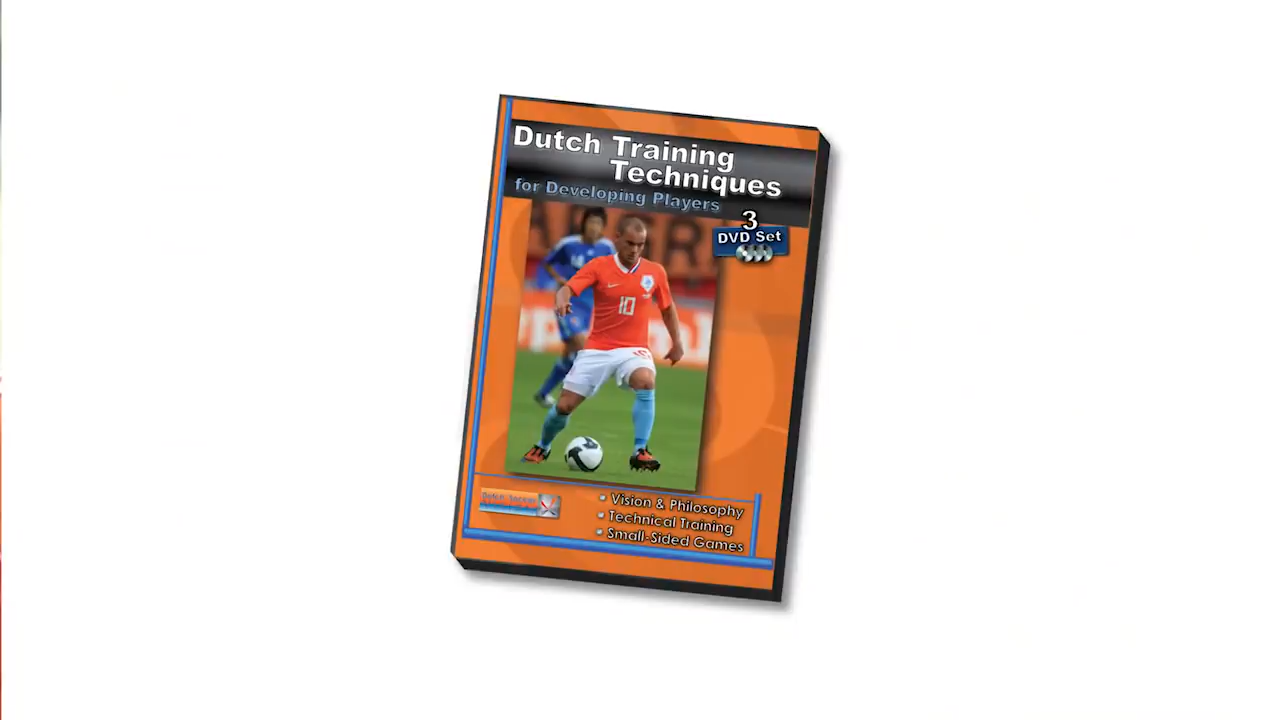 Dutch Training
Techniques
for Developing Players
3
DVD Set
10
Vision & Philosophy
Technical Training
Small-Sided Games